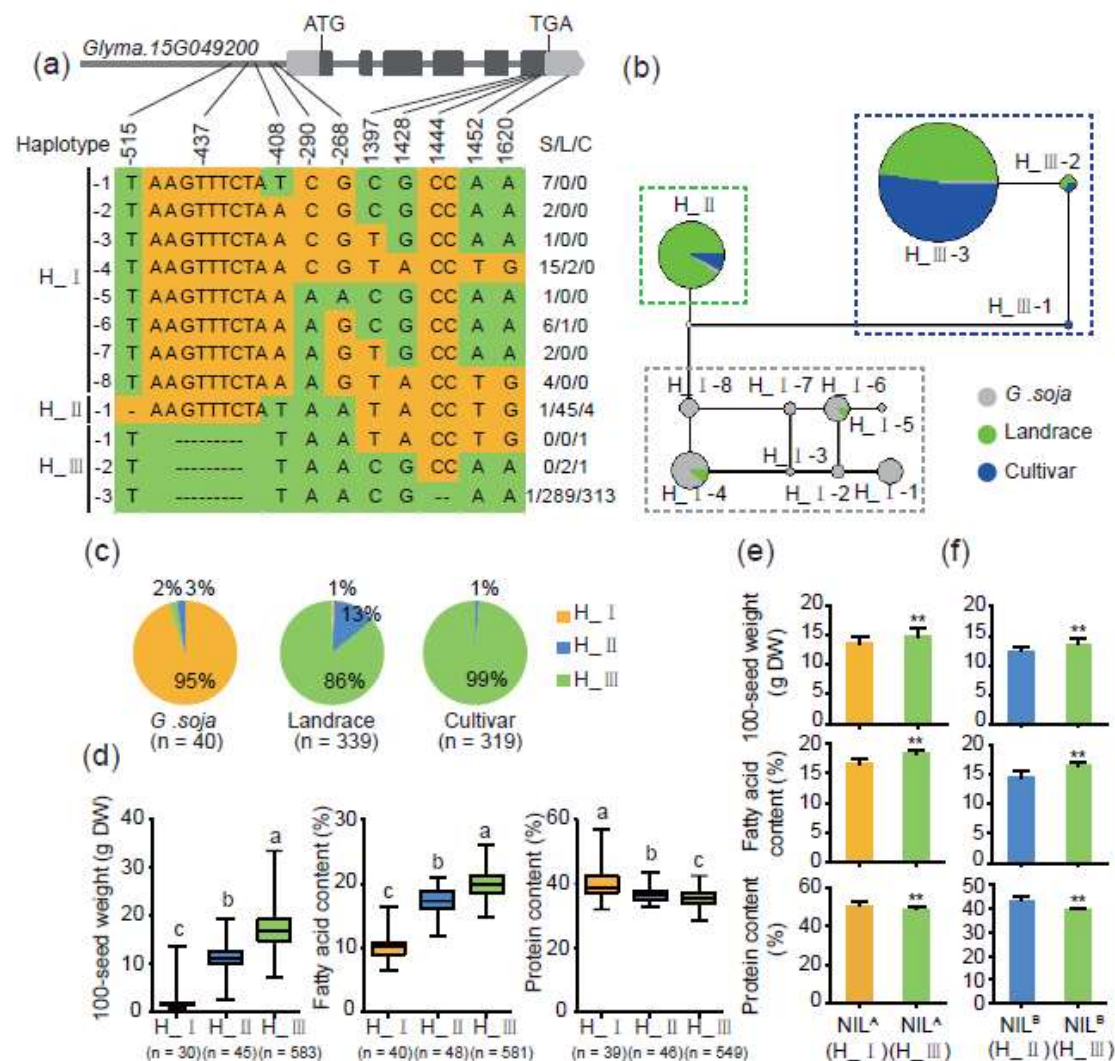 ATG TGA
Glyma.15G049200
(a)
(b)
Haplotype -515 -437 -408 -290 -268 1397 1428 1444 1452 1620 S/L/C
H_Ⅰ
-1 T AAGTTTCTA T C G C G CC A A 7/0/0
-2 T AAGTTTCTA A C G C G CC A A 2/0/0
-3 T AAGTTTCTA A C G T G CC A A 1/0/0
-4 T AAGTTTCTA A C G T A CC T G 15/2/0
-5 T AAGTTTCTA A A A C G CC A A 1/0/0
-6 T AAGTTTCTA A A G C G CC A A 6/1/0
-7 T AAGTTTCTA A A G T G CC A A 2/0/0
-8 T AAGTTTCTA A A G T A CC T G 4/0/0
H_Ⅱ
-1 - AAGTTTCTA T A A T A CC T G 1/45/4
H_Ⅲ
-1 T --------- T A A T A CC T G 0/0/1
-2 T --------- T A A C G CC A A 0/2/1
-3 T --------- T A A C G -- A A 1/289/313
H_Ⅱ
H_Ⅲ-2
H_Ⅲ-3
H_Ⅲ-1
H_Ⅰ-8 H_Ⅰ-7 H_Ⅰ-6
H_Ⅰ-5
H_Ⅰ-3
H_Ⅰ-4 H_Ⅰ-2 H_Ⅰ-1
G .soja
Landrace
Cultivar
(c)
2% 3%
95%
G .soja
(n = 40)
1%
13%
86%
Landrace
(n = 339)
1%
99%
Cultivar
(n = 319)
H_Ⅰ
H_Ⅱ
H_Ⅲ
(d)
100-seed weight (g DW)
40
30
20
10
0
c b a
H_Ⅰ H_Ⅱ H_Ⅲ
(n = 30) (n = 45) (n = 583)
Fatty acid content (%)
30
20
10
0
c b a
H_Ⅰ H_Ⅱ H_Ⅲ
(n = 40) (n = 48) (n = 581)
Protein content (%)
60
40
20
0
a b c
H_Ⅰ H_Ⅱ H_Ⅲ
(n = 39) (n = 46) (n = 549)
(e)
100-seed weight
(g DW)
20
15
10
5
0
**
Fatty acid
content (%)
20
15
10
5
0
**
Protein content
(%)
60
40
20
0
**
NILᴬ NILᴬ
(H_Ⅰ) (H_Ⅲ)
(f)
20
15
10
5
0
**
20
15
10
5
0
**
50
40
30
20
10
0
**
NILᴮ NILᴮ
(H_Ⅱ) (H_Ⅲ)